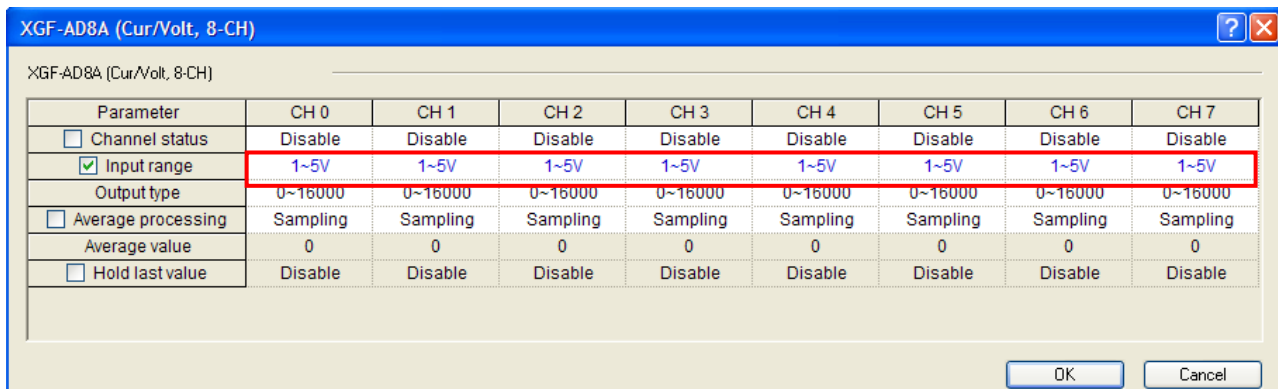 XGF-AD8A (Cur/Volt, 8-CH)
XGF-AD8A (Cur/Volt, 8-CH)
Parameter CH 0 CH 1 CH 2 CH 3 CH 4 CH 5 CH 6 CH 7
Channel status Disable Disable Disable Disable Disable Disable Disable Disable
Input range 1~5V 1~5V 1~5V 1~5V 1~5V 1~5V 1~5V 1~5V
Output type 0~16000 0~16000 0~16000 0~16000 0~16000 0~16000 0~16000 0~16000
Average processing Sampling Sampling Sampling Sampling Sampling Sampling Sampling Sampling
Average value 0 0 0 0 0 0 0 0
Hold last value Disable Disable Disable Disable Disable Disable Disable Disable
OK Cancel